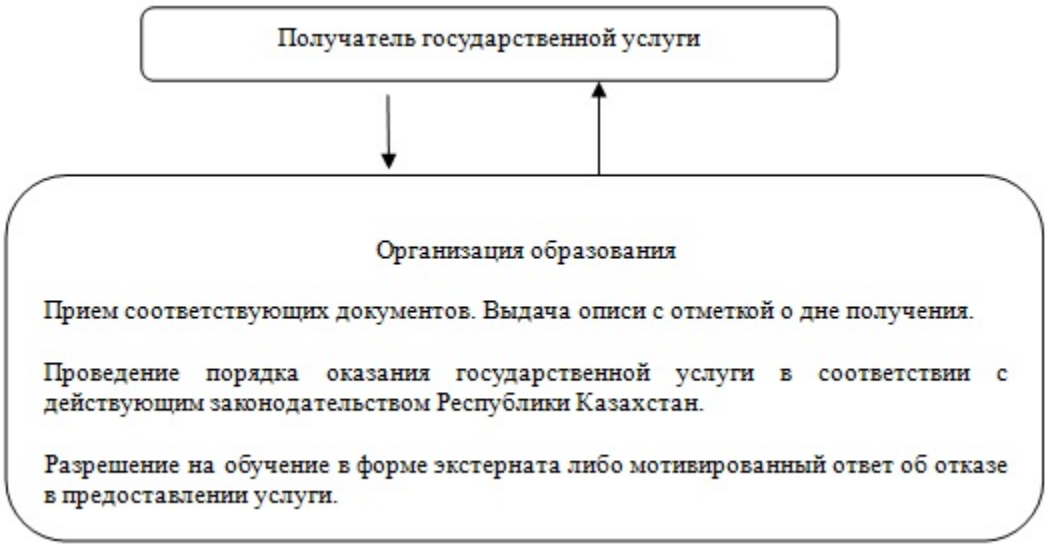 Получатель государственной услуги
Организация образования
Прием соответствующих документов. Выдача описи с отметкой о дне получения.
Проведение порядка оказания государственной услуги в соответствии с
действующим законодательством Республики Казахстан.
Разрешение на обучение в форме экстерната либо мотивированный ответ об отказе
в предоставлении услуги.